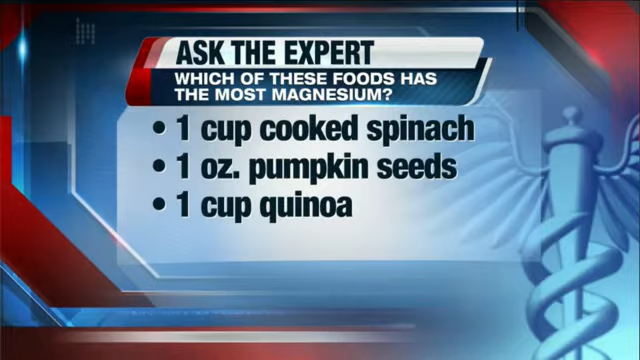 ASK THE EXPERT
WHICH OF THESE FOODS HAS
THE MOST MAGNESIUM?
• 1 cup cooked spinach
• 1 oz. pumpkin seeds
• 1 cup quinoa